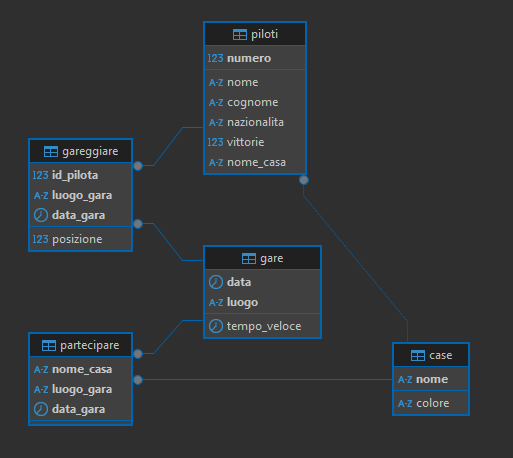 piloti
123 numero
A-Z nome
A-Z cognome
A-Z nazionalita
123 vittorie
A-Z nome_casa
gareggiare
123 id_pilota
A-Z luogo_gara
data_gara
123 posizione
gare
data
A-Z luogo
tempo_veloce
partecipare
A-Z nome_casa
A-Z luogo_gara
data_gara
case
A-Z nome
A-Z colore